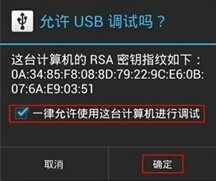 允许 USB 调试吗？
这台计算机的 RSA 密钥指纹如下：
0A:34:85:F8:08:8D:79:22:9C:E6:0B:
07:6A:E9:03:51
一律允许使用这台计算机进行调试
取消 确定